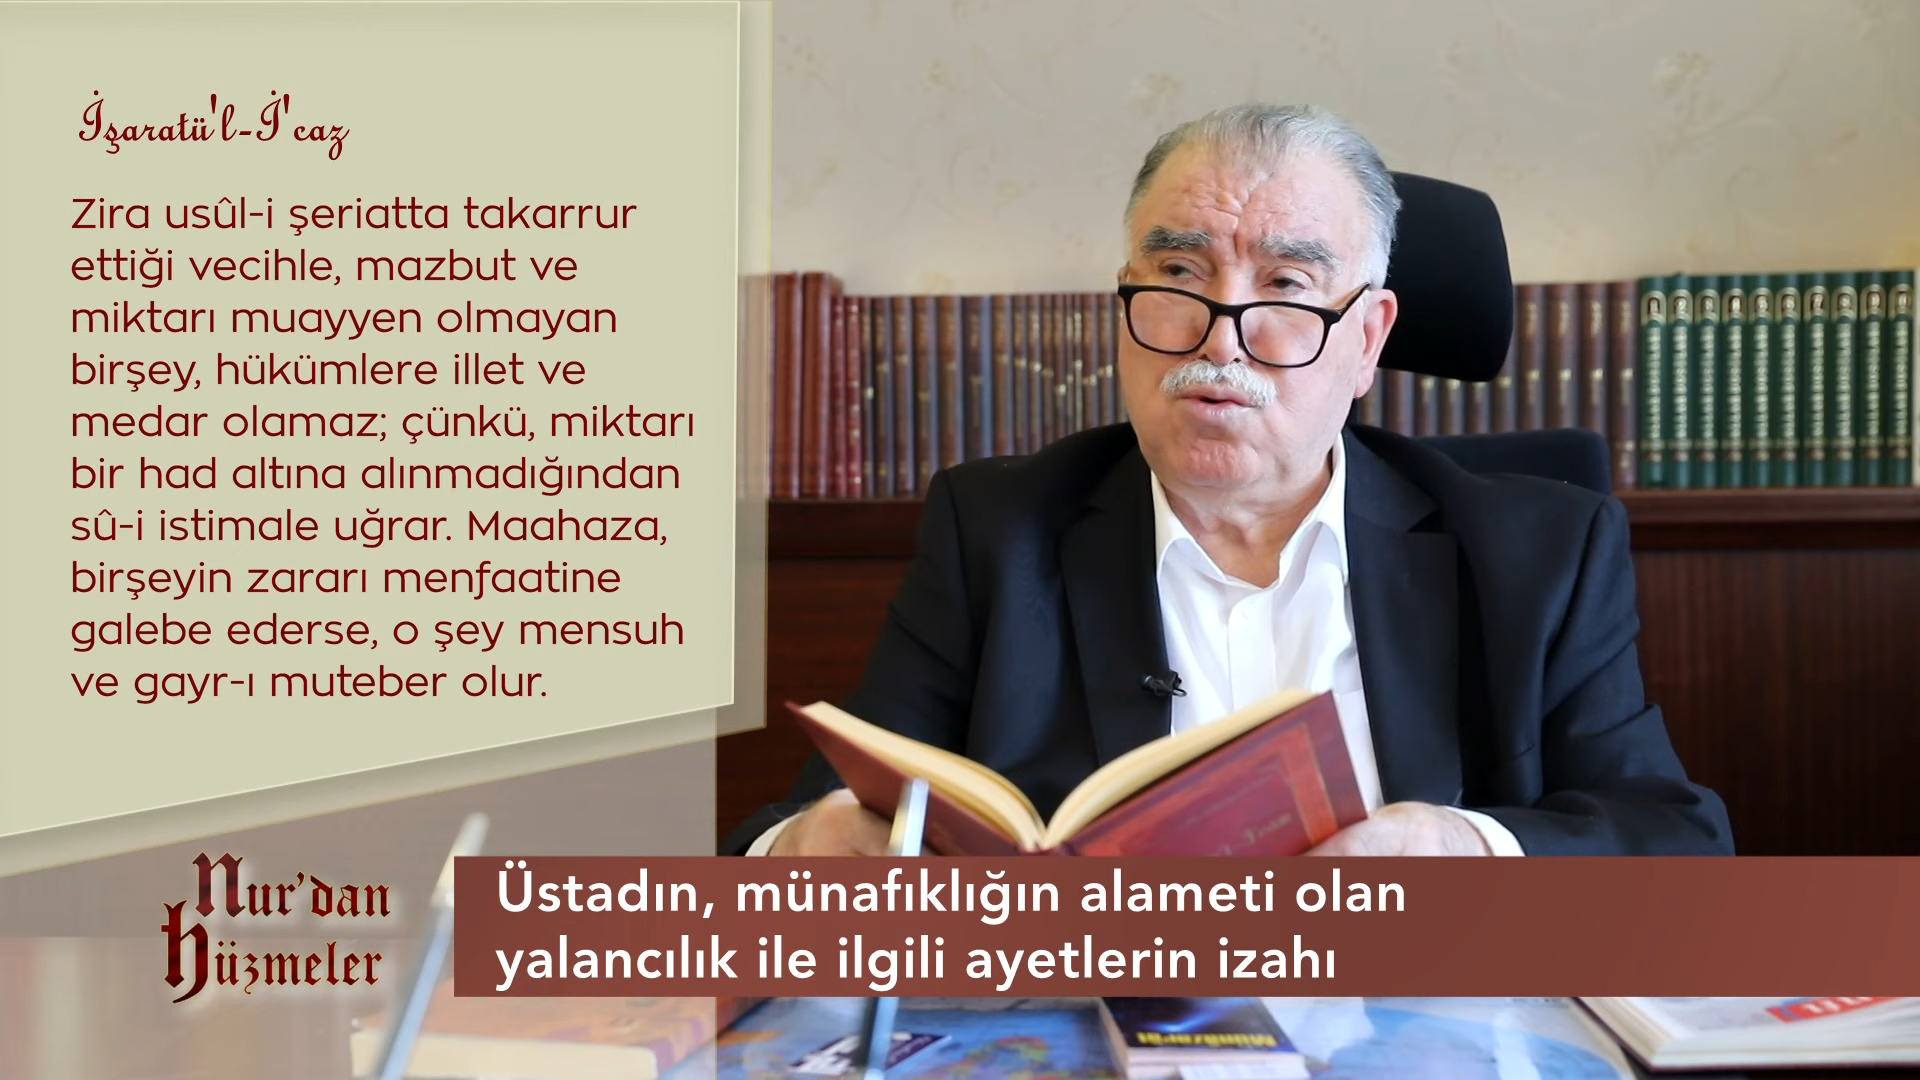 İşaratü'l-İ'caz
Zira usûl-i şeriatta takarrur
ettiği vecihle, mazbut ve
miktarı muayyen olmayan
birşey, hükümlere illet ve
medar olamaz; çünkü, miktarı
bir had altına alınmadığından
sû-i istimale uğrar. Maahaza,
birşeyin zararı menfaatine
galebe ederse, o şey mensuh
ve gayr-ı muteber olur.
Nur'dan
Hüzmeler
Üstadın, münafıklığın alameti olan
yalancılık ile ilgili ayetlerin izahı
Münâzarât